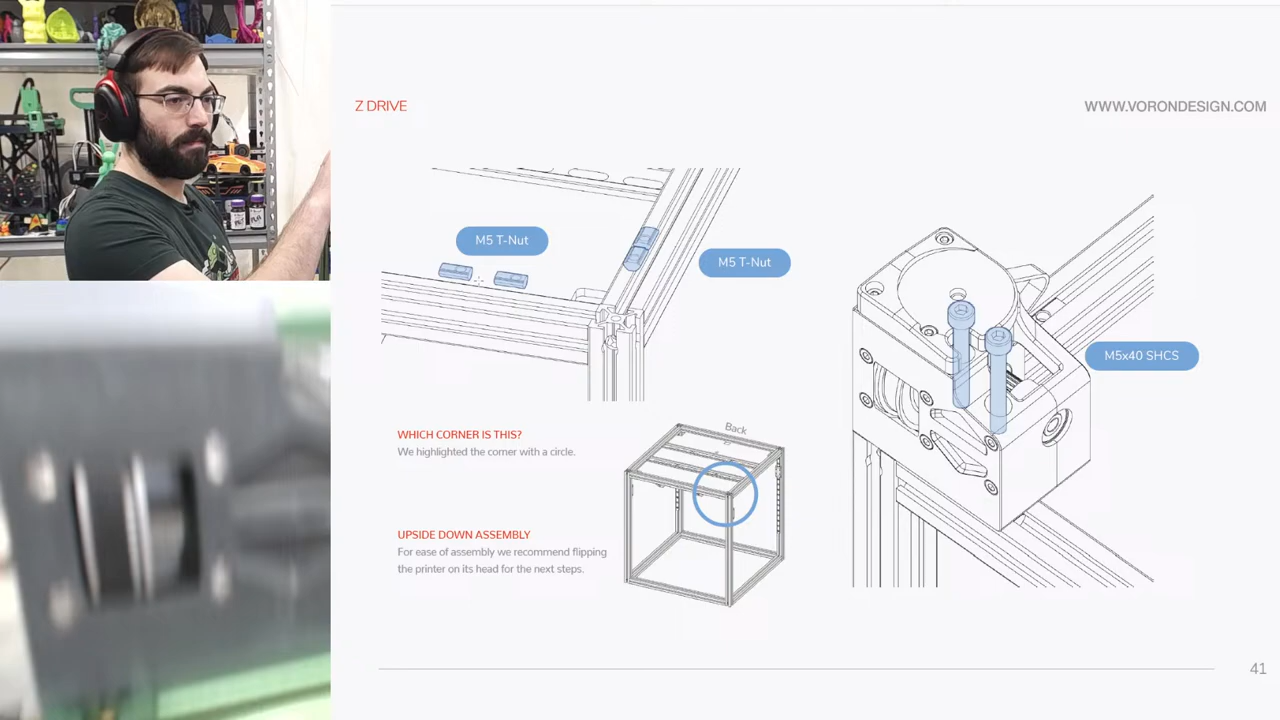 Z DRIVE
WWW.VORONDESIGN.COM
M5 T-Nut
M5 T-Nut
M5x40 SHCS
WHICH CORNER IS THIS?
We highlighted the corner with a circle.
Back
UPSIDE DOWN ASSEMBLY
For ease of assembly we recommend flipping
the printer on its head for the next steps.
41